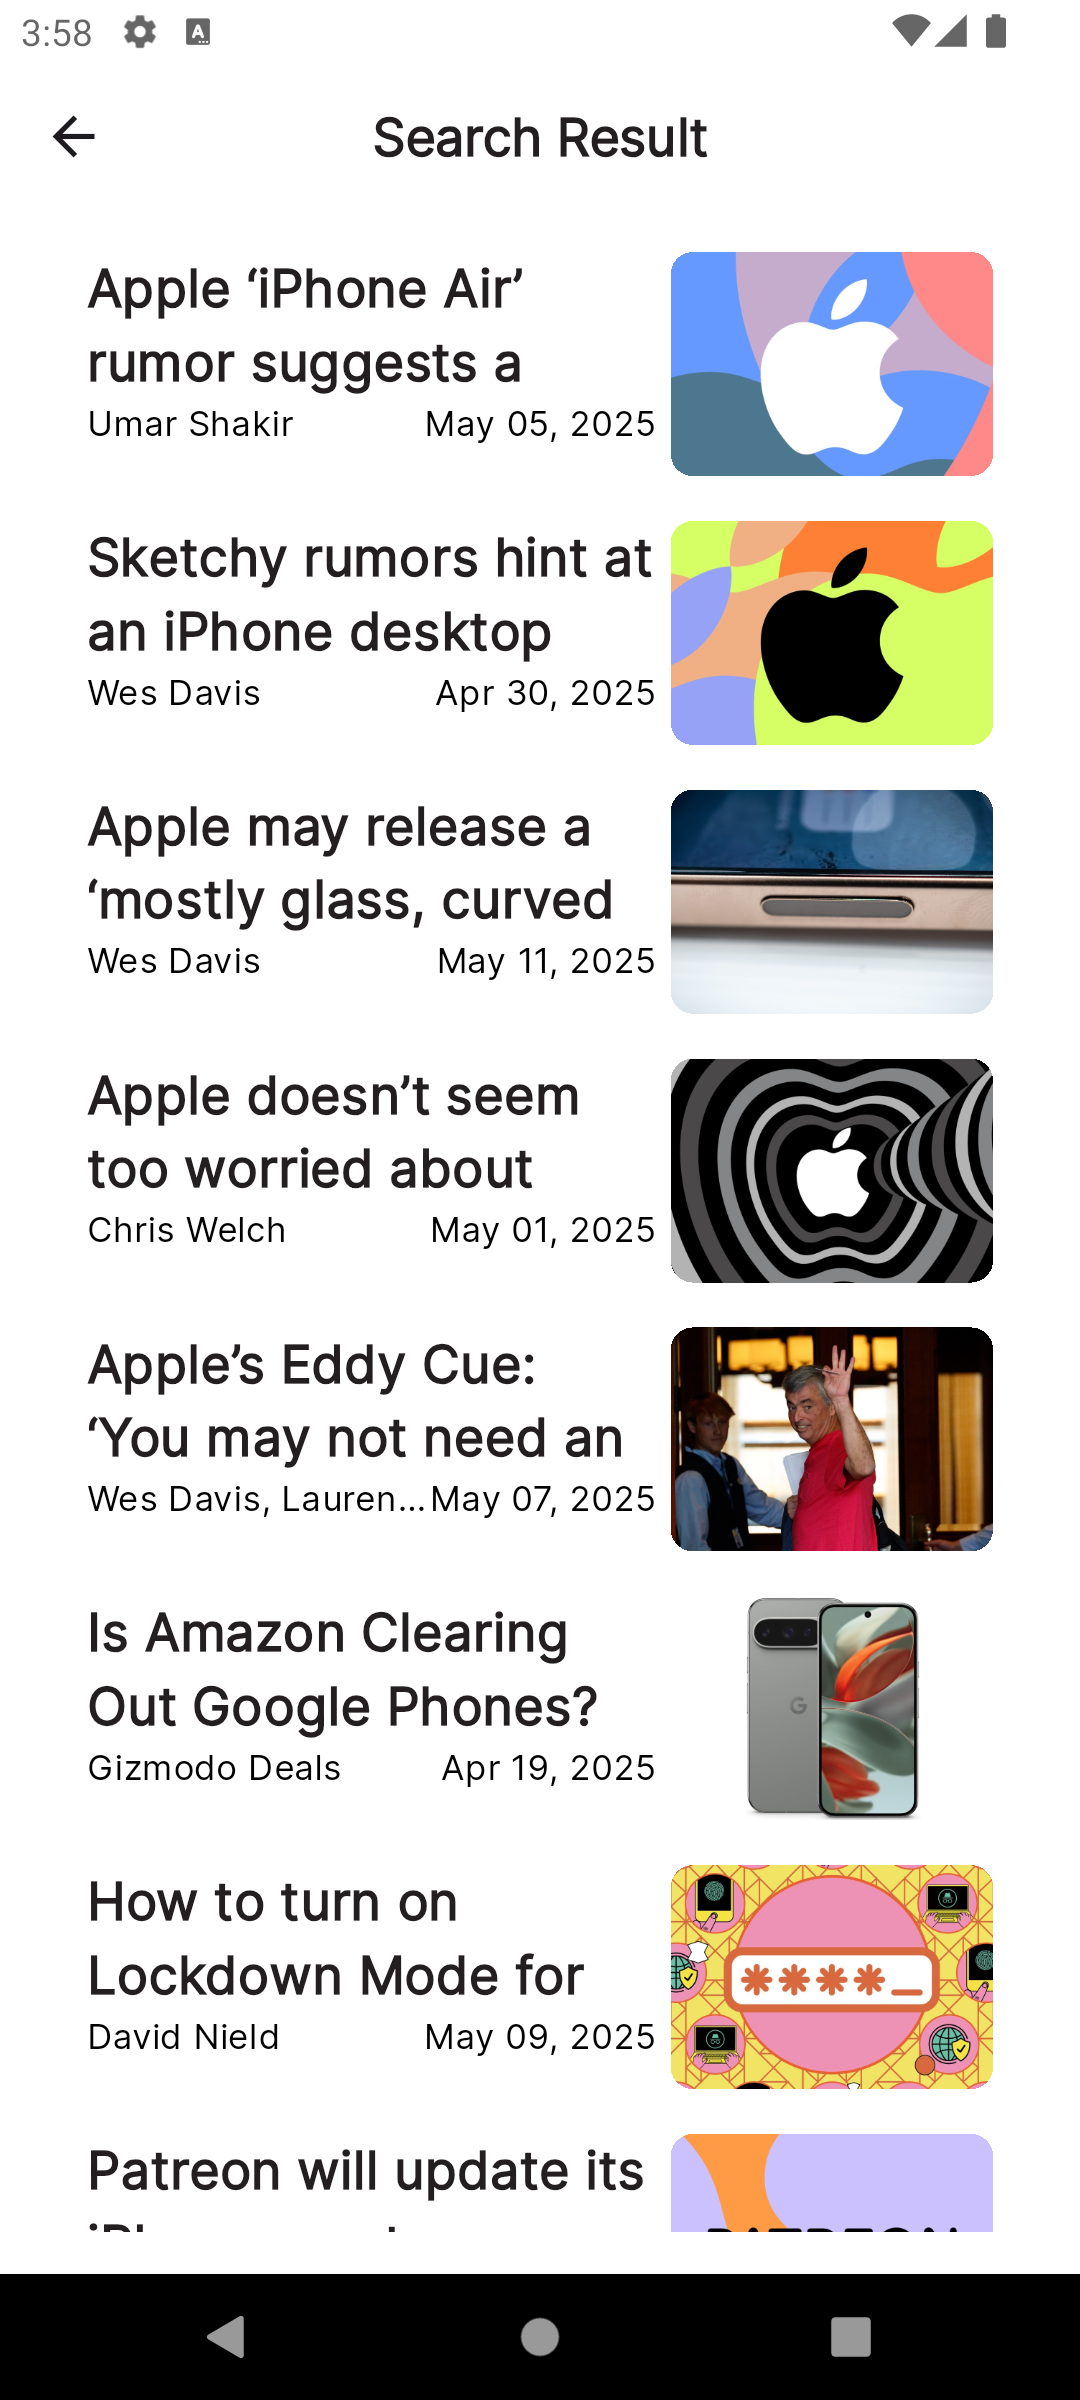 3:58
Search Result
Apple ‘iPhone Air’
rumor suggests a
Umar Shakir May 05, 2025
Sketchy rumors hint at
an iPhone desktop
Wes Davis Apr 30, 2025
Apple may release a
‘mostly glass, curved
Wes Davis May 11, 2025
Apple doesn’t seem
too worried about
Chris Welch May 01, 2025
Apple’s Eddy Cue:
‘You may not need an
Wes Davis, Lauren... May 07, 2025
Is Amazon Clearing
Out Google Phones?
Gizmodo Deals Apr 19, 2025
How to turn on
Lockdown Mode for
David Nield May 09, 2025
Patreon will update its